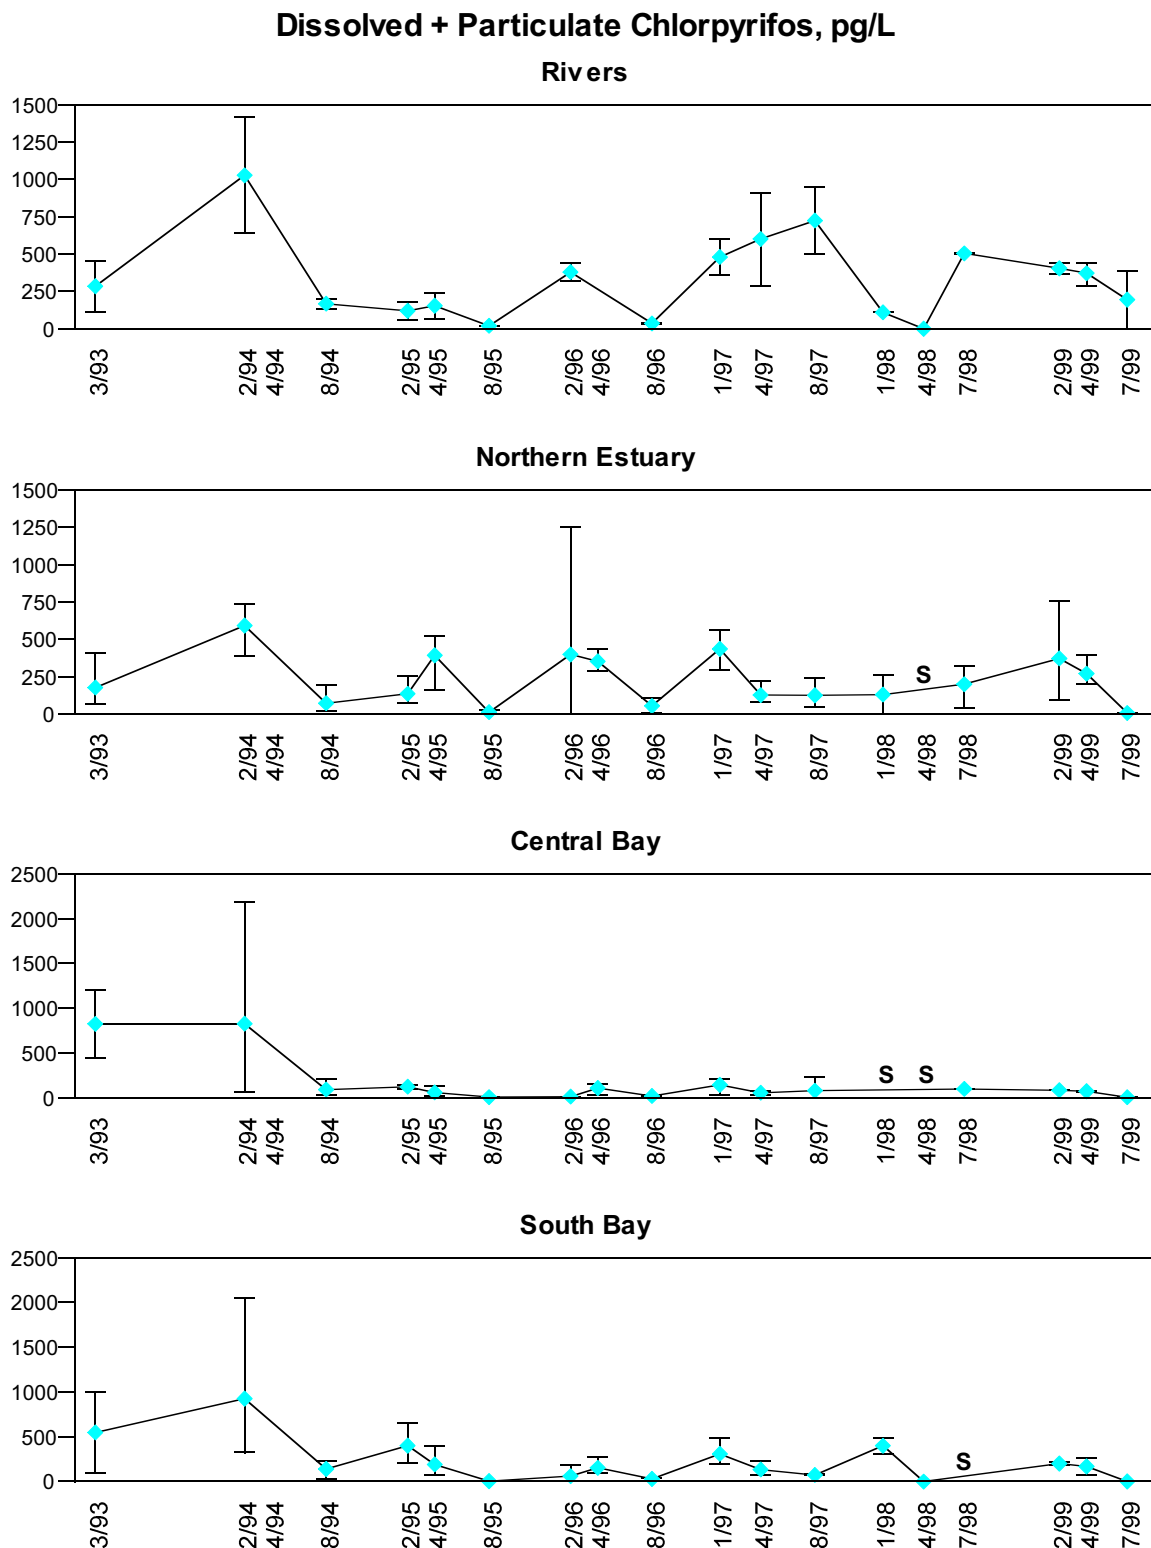 Dissolved + Particulate Chlorpyrifos, pg/L
Rivers
1500
1250
1000
750
500
250
0
3/93 2/94 4/94 8/94 2/95 4/95 8/95 2/96 4/96 8/96 1/97 4/97 8/97 1/98 4/98 7/98 2/99 4/99 7/99
Northern Estuary
1500
1250
1000
750
500
250
0
S
3/93 2/94 4/94 8/94 2/95 4/95 8/95 2/96 4/96 8/96 1/97 4/97 8/97 1/98 4/98 7/98 2/99 4/99 7/99
Central Bay
2500
2000
1500
1000
500
0
S S
3/93 2/94 4/94 8/94 2/95 4/95 8/95 2/96 4/96 8/96 1/97 4/97 8/97 1/98 4/98 7/98 2/99 4/99 7/99
South Bay
2500
2000
1500
1000
500
0
S
3/93 2/94 4/94 8/94 2/95 4/95 8/95 2/96 4/96 8/96 1/97 4/97 8/97 1/98 4/98 7/98 2/99 4/99 7/99